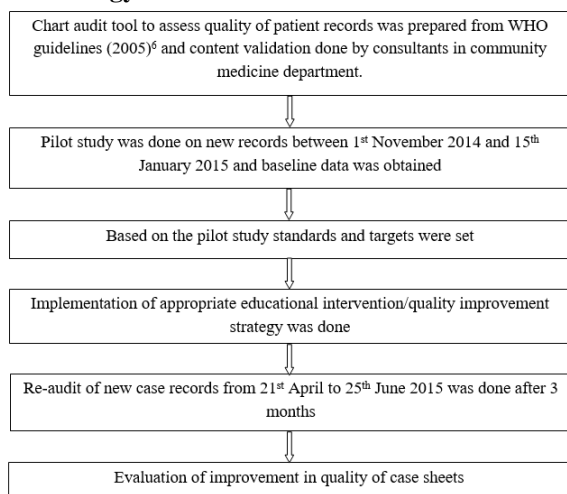 Chart audit tool to assess quality of patient records was prepared from WHO
guidelines (2005)⁶ and content validation done by consultants in community
medicine department.
Pilot study was done on new records between 1ˢᵗ November 2014 and 15ᵗʰ
January 2015 and baseline data was obtained
Based on the pilot study standards and targets were set
Implementation of appropriate educational intervention/quality improvement
strategy was done
Re-audit of new case records from 21ˢᵗ April to 25ᵗʰ June 2015 was done after 3
months
Evaluation of improvement in quality of case sheets